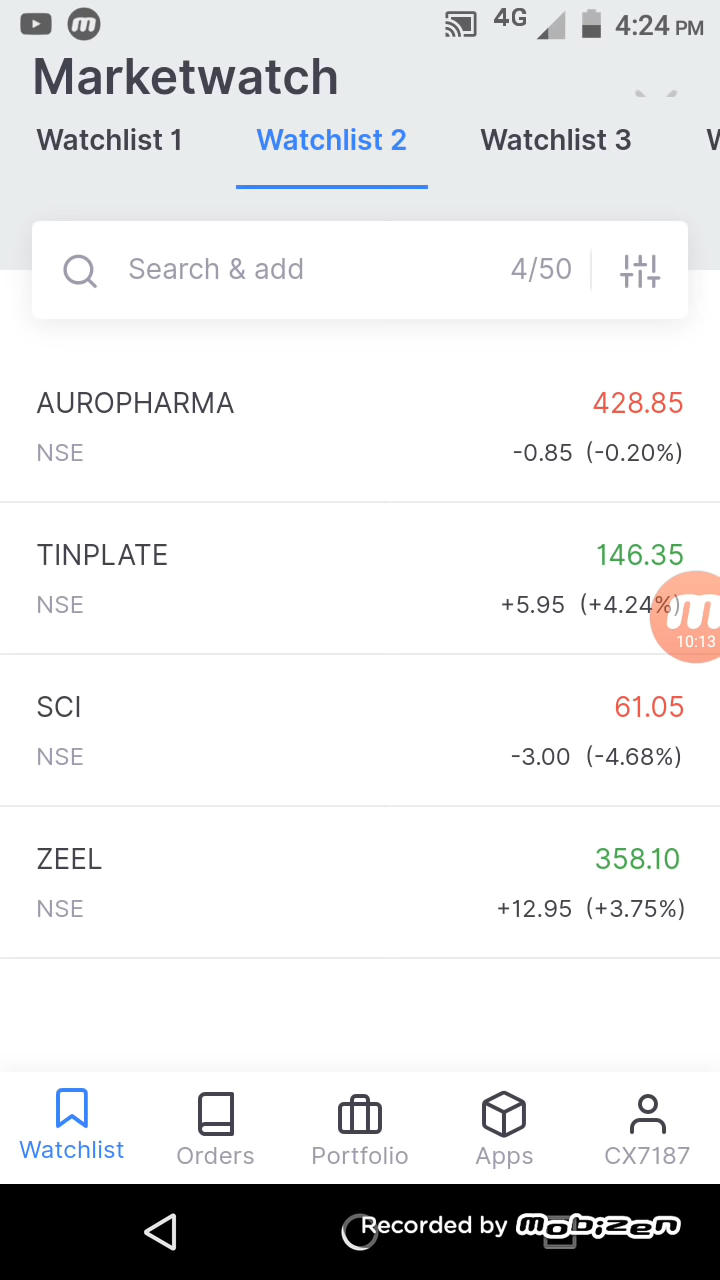 4G 4:24 PM
Marketwatch
Watchlist 1 Watchlist 2 Watchlist 3 W
Search & add 4/50
AUROPHARMA 428.85
NSE -0.85 (-0.20%)
TINPLATE 146.35
NSE +5.95 (+4.24%)
10:13
SCI 61.05
NSE -3.00 (-4.68%)
ZEEL 358.10
NSE +12.95 (+3.75%)
Watchlist Orders Portfolio Apps CX7187
Recorded by mobizen